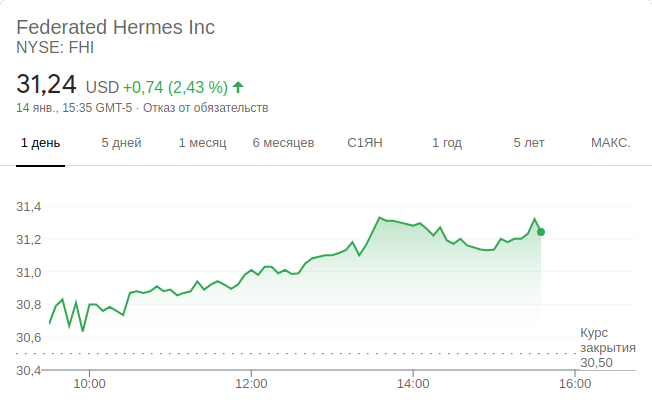 Federated Hermes Inc
NYSE: FHI
31,24 USD +0,74 (2,43 %)
14 янв., 15:35 GMT-5 · Отказ от обязательств
1 день 5 дней 1 месяц 6 месяцев С1ЯН 1 год 5 лет МАКС.
31,4
31,2
31,0
30,8
30,6
Курс
закрытия
30,50
30,4
10:00 12:00 14:00 16:00